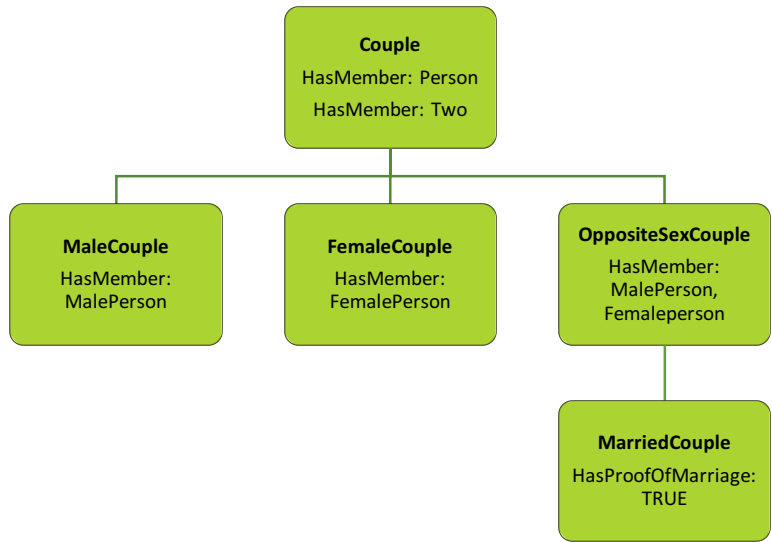 Couple
HasMember: Person
HasMember: Two
MaleCouple
HasMember:
MalePerson
FemaleCouple
HasMember:
FemalePerson
OppositeSexCouple
HasMember:
MalePerson,
Femaleperson
MarriedCouple
HasProofOfMarriage:
TRUE